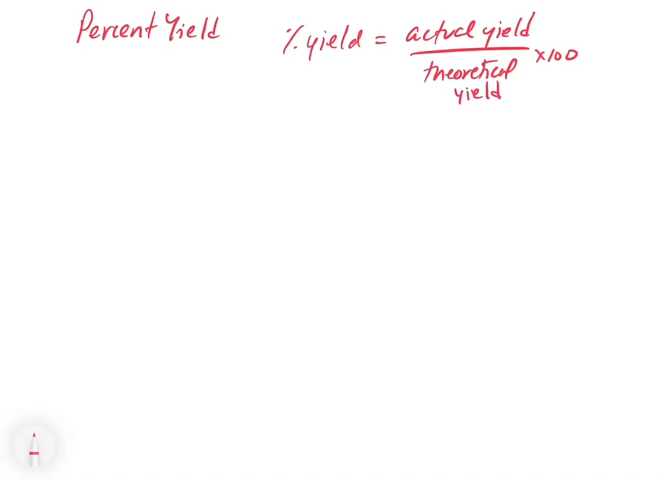 Percent Yield
% yield = actual yield
theoretical yield
x100